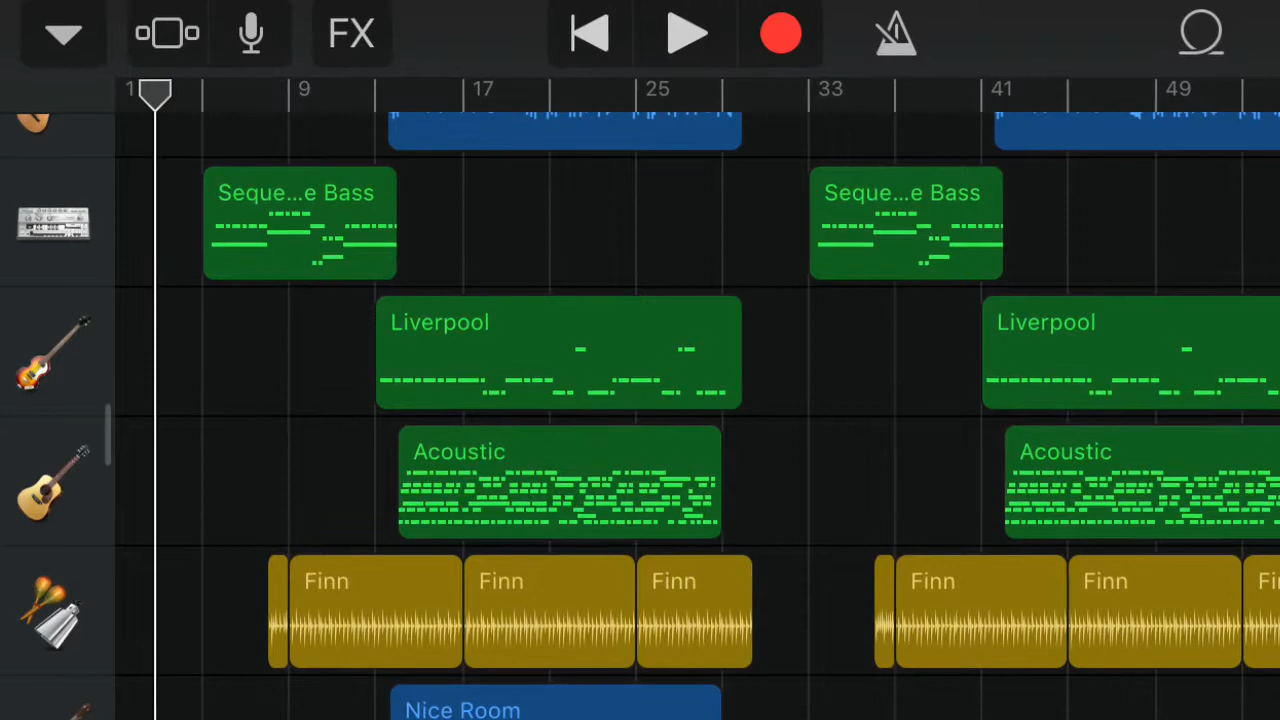 FX
1 9 17 25 33 41 49
Seque...e Bass Seque...e Bass
Liverpool Liverpool
Acoustic Acoustic
Finn Finn Finn Finn Finn Fi
Nice Room